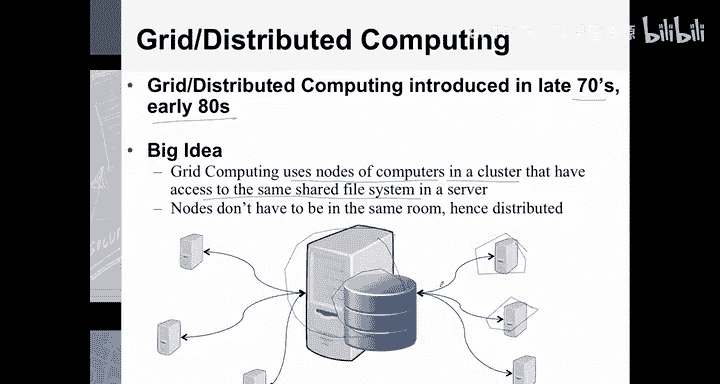 bilibili
Grid/Distributed Computing
• Grid/Distributed Computing introduced in late 70's,
early 80s
• Big Idea
– Grid Computing uses nodes of computers in a cluster that have
access to the same shared file system in a server
– Nodes don't have to be in the same room, hence distributed